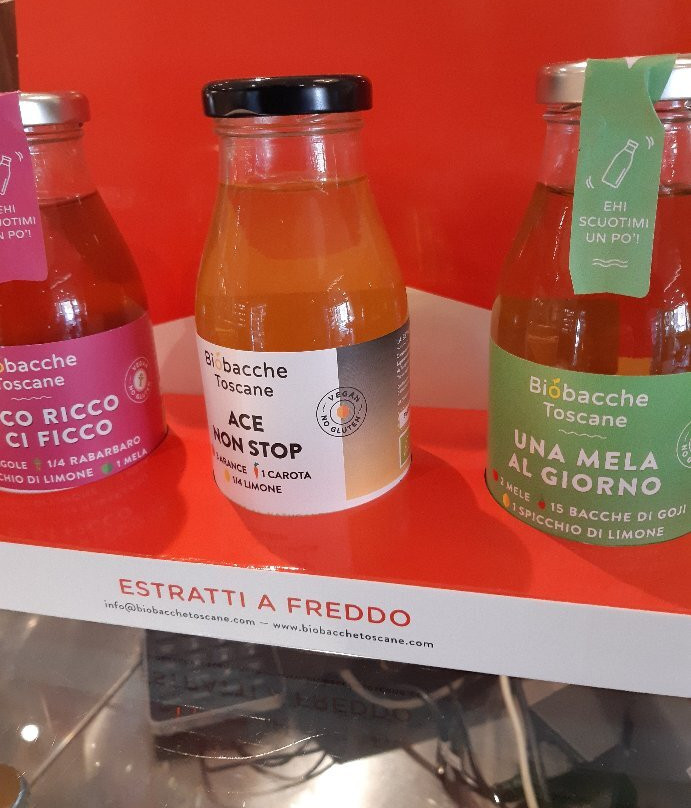 EHI
UN PO'!
obacche
Toscane
CO RICCO
CI FICCO
GOLE 1/4 RABARBARO
CHIO DI LIMONE 1 MELA
Biobacche
Toscane
ACE
NON STOP
ARANCE 1 CAROTA
1/4 LIMONE
VEGAN
NO GLUTEN
EHI
SCUOTIMI
UN PO'!
Biobacche
Toscane
UNA MELA
AL GIORNO
2 MELE 15 BACCHE DI GOJI
1 SPICCHIO DI LIMONE
ESTRATTI A FREDDO
info@biobacchetoscane.com — www.biobacchetoscane.com